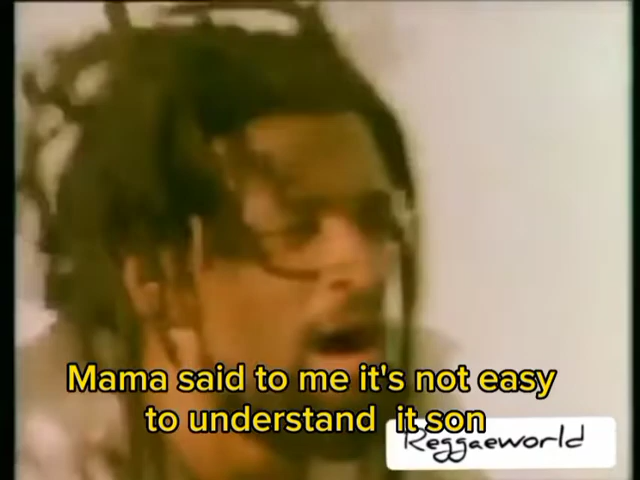 Mama said to me it's not easy
to understand it son
Reggaeworld